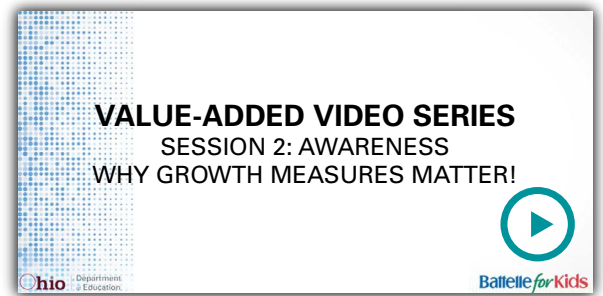 VALUE-ADDED VIDEO SERIES
SESSION 2: AWARENESS
WHY GROWTH MEASURES MATTER!
Ohio Department of Education
Battelle for Kids